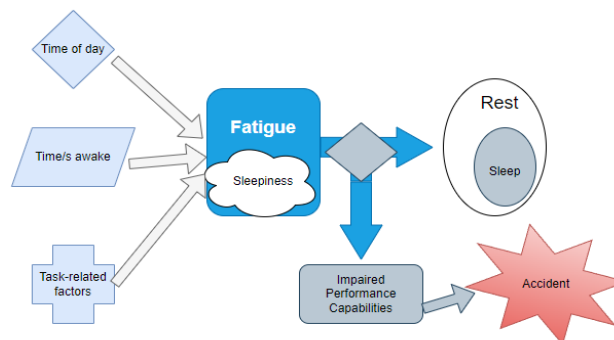 Time of day
Fatigue
Rest
Time/s awake
Sleepiness
Sleep
Task-related
factors
Impaired
Performance
Capabilities
Accident